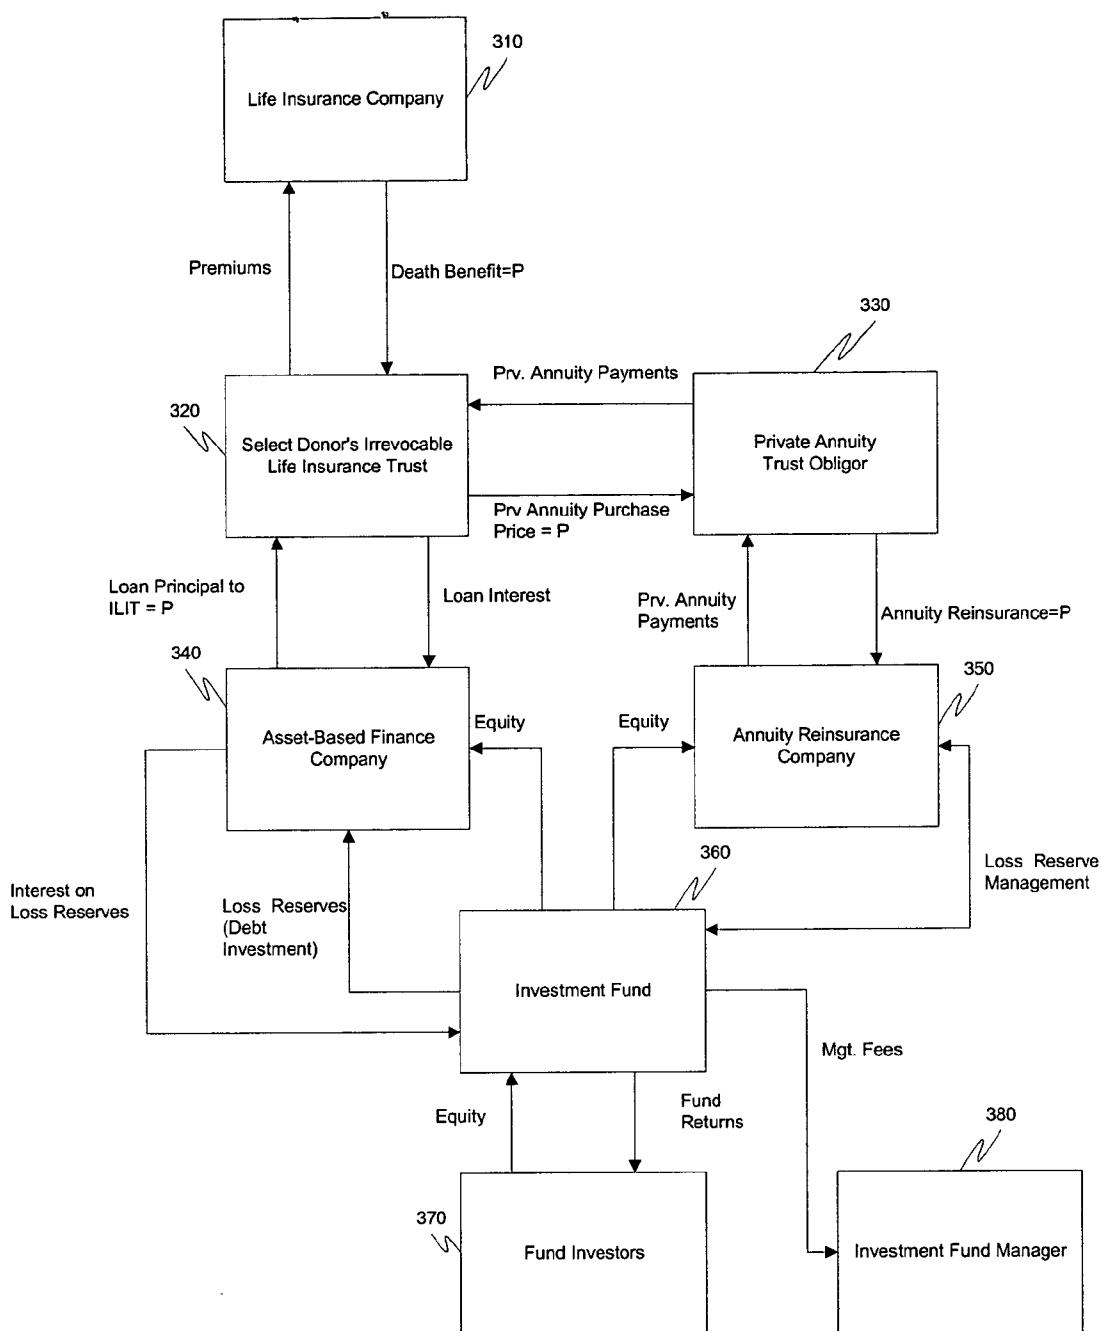 310
Life Insurance Company
Premiums
Death Benefit=P
330
Prv. Annuity Payments
320
Select Donor's Irrevocable
Life Insurance Trust
Private Annuity
Trust Obligor
Prv Annuity Purchase
Price = P
Loan Principal to
ILIT = P
Loan Interest
Prv. Annuity
Payments
Annuity Reinsurance=P
340
350
Equity
Equity
Asset-Based Finance
Company
Annuity Reinsurance
Company
360
Loss Reserve
Management
Interest on
Loss Reserves
Loss Reserves
(Debt
Investment)
Investment Fund
Mgt. Fees
Equity
Fund
Returns
380
370
Fund Investors
Investment Fund Manager